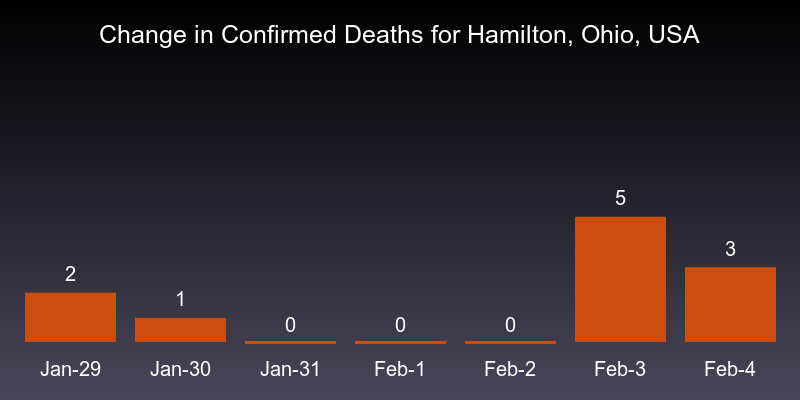 Change in Confirmed Deaths for Hamilton, Ohio, USA
5
3
2
1
0 0 0
Jan-29 Jan-30 Jan-31 Feb-1 Feb-2 Feb-3 Feb-4